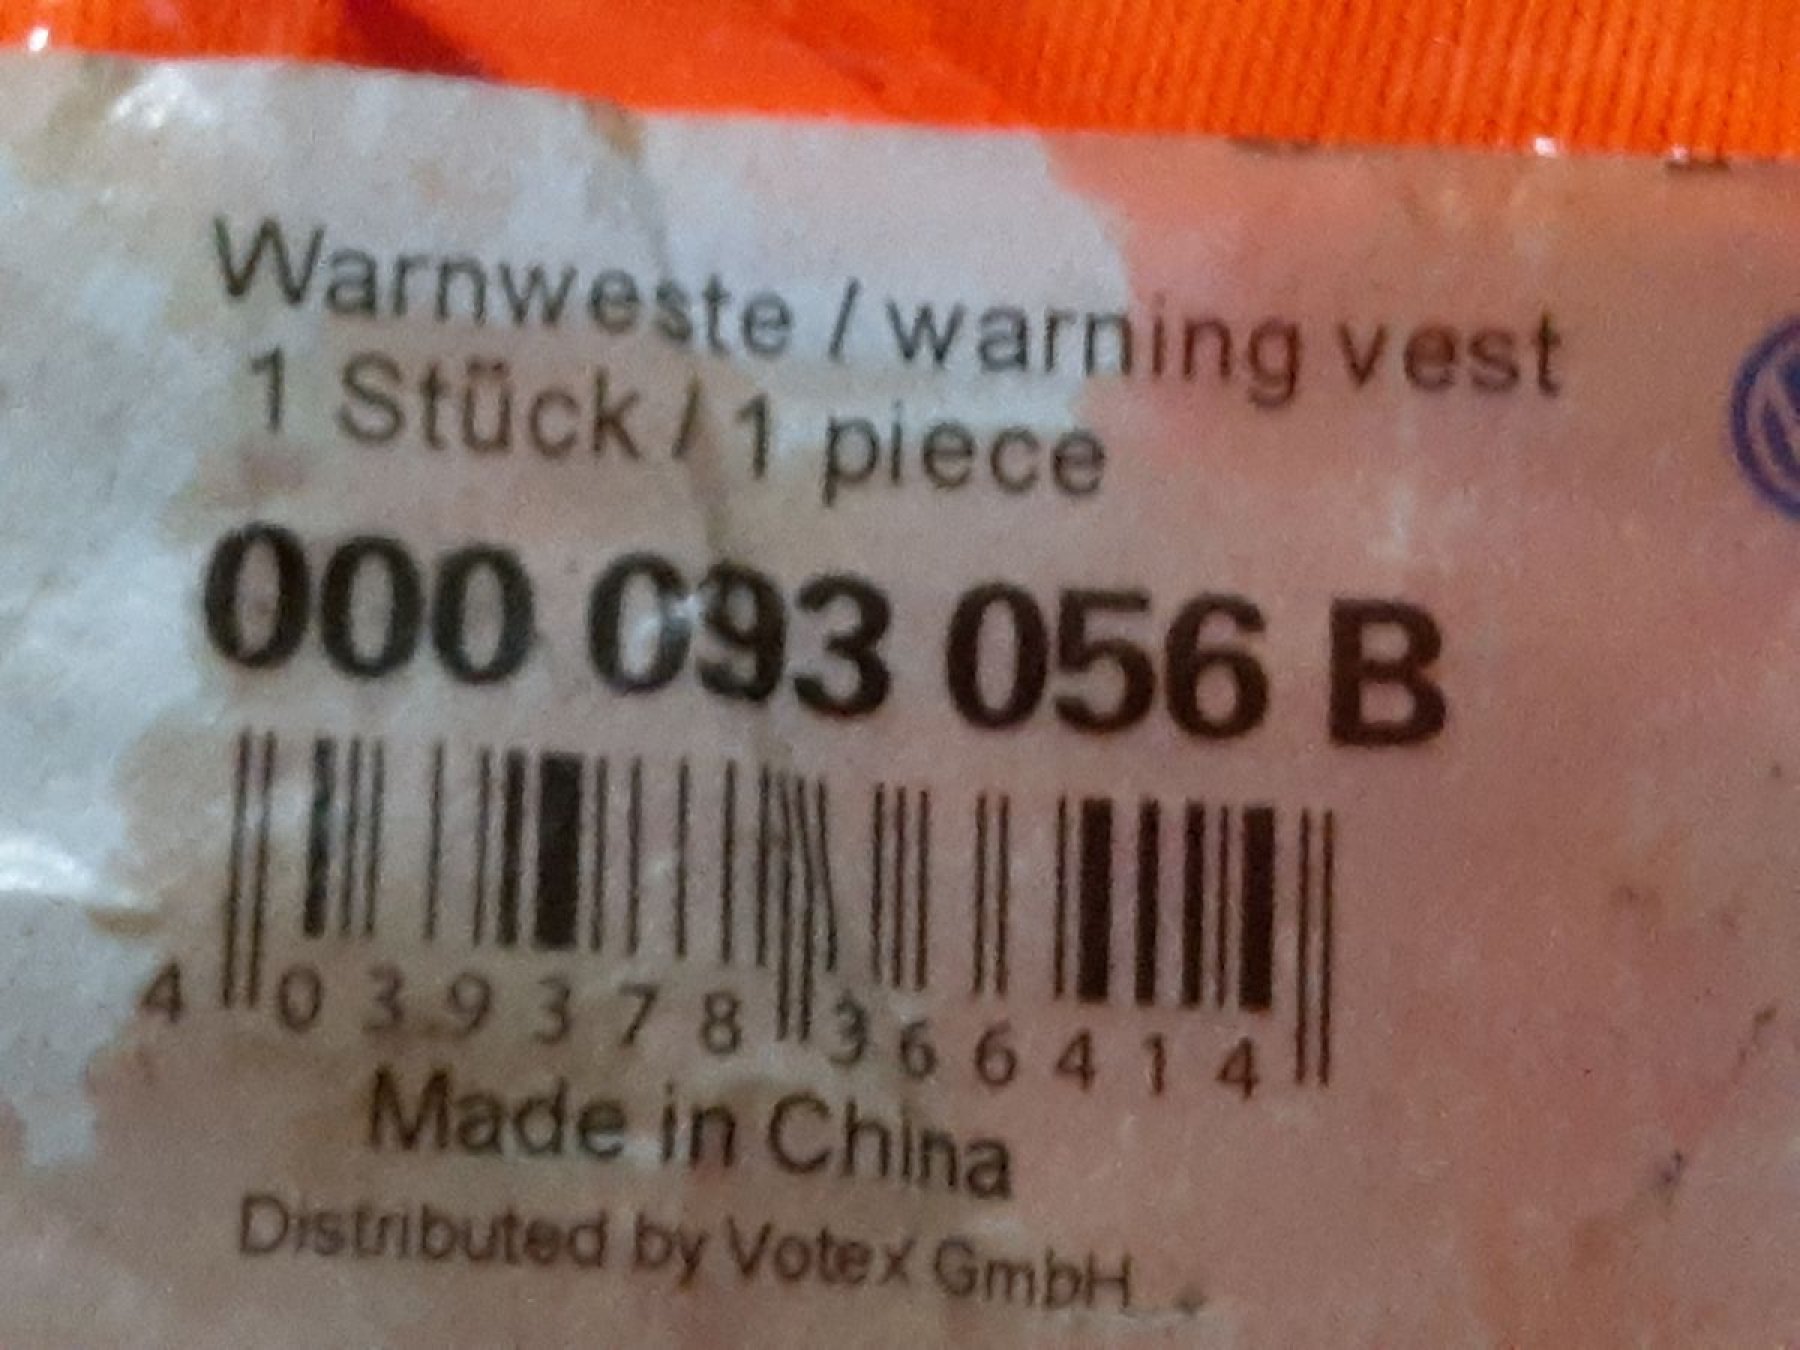 Warnweste / warning vest
1 Stück / 1 piece
000 093 056 B
4 039378 366414
Made in China
Distributed by Votex GmbH